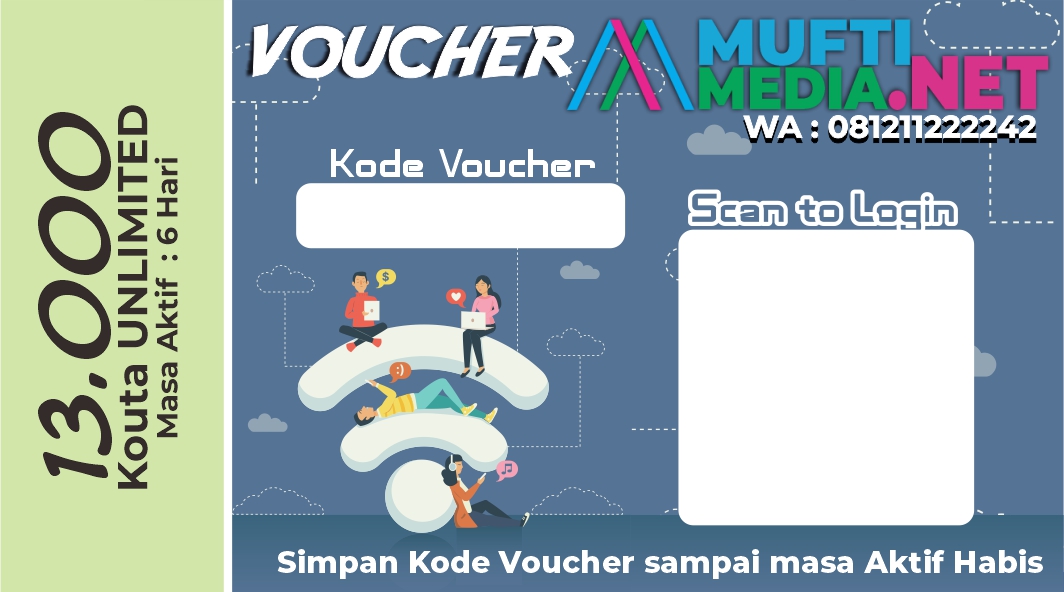 13.000
Kouta UNLIMITED
Masa Aktif : 6 Hari
VOUCHER
MUFTI
MEDIA.NET
WA : 081211222242
Kode Voucher
Scan to Login
$
Simpan Kode Voucher sampai masa Aktif Habis